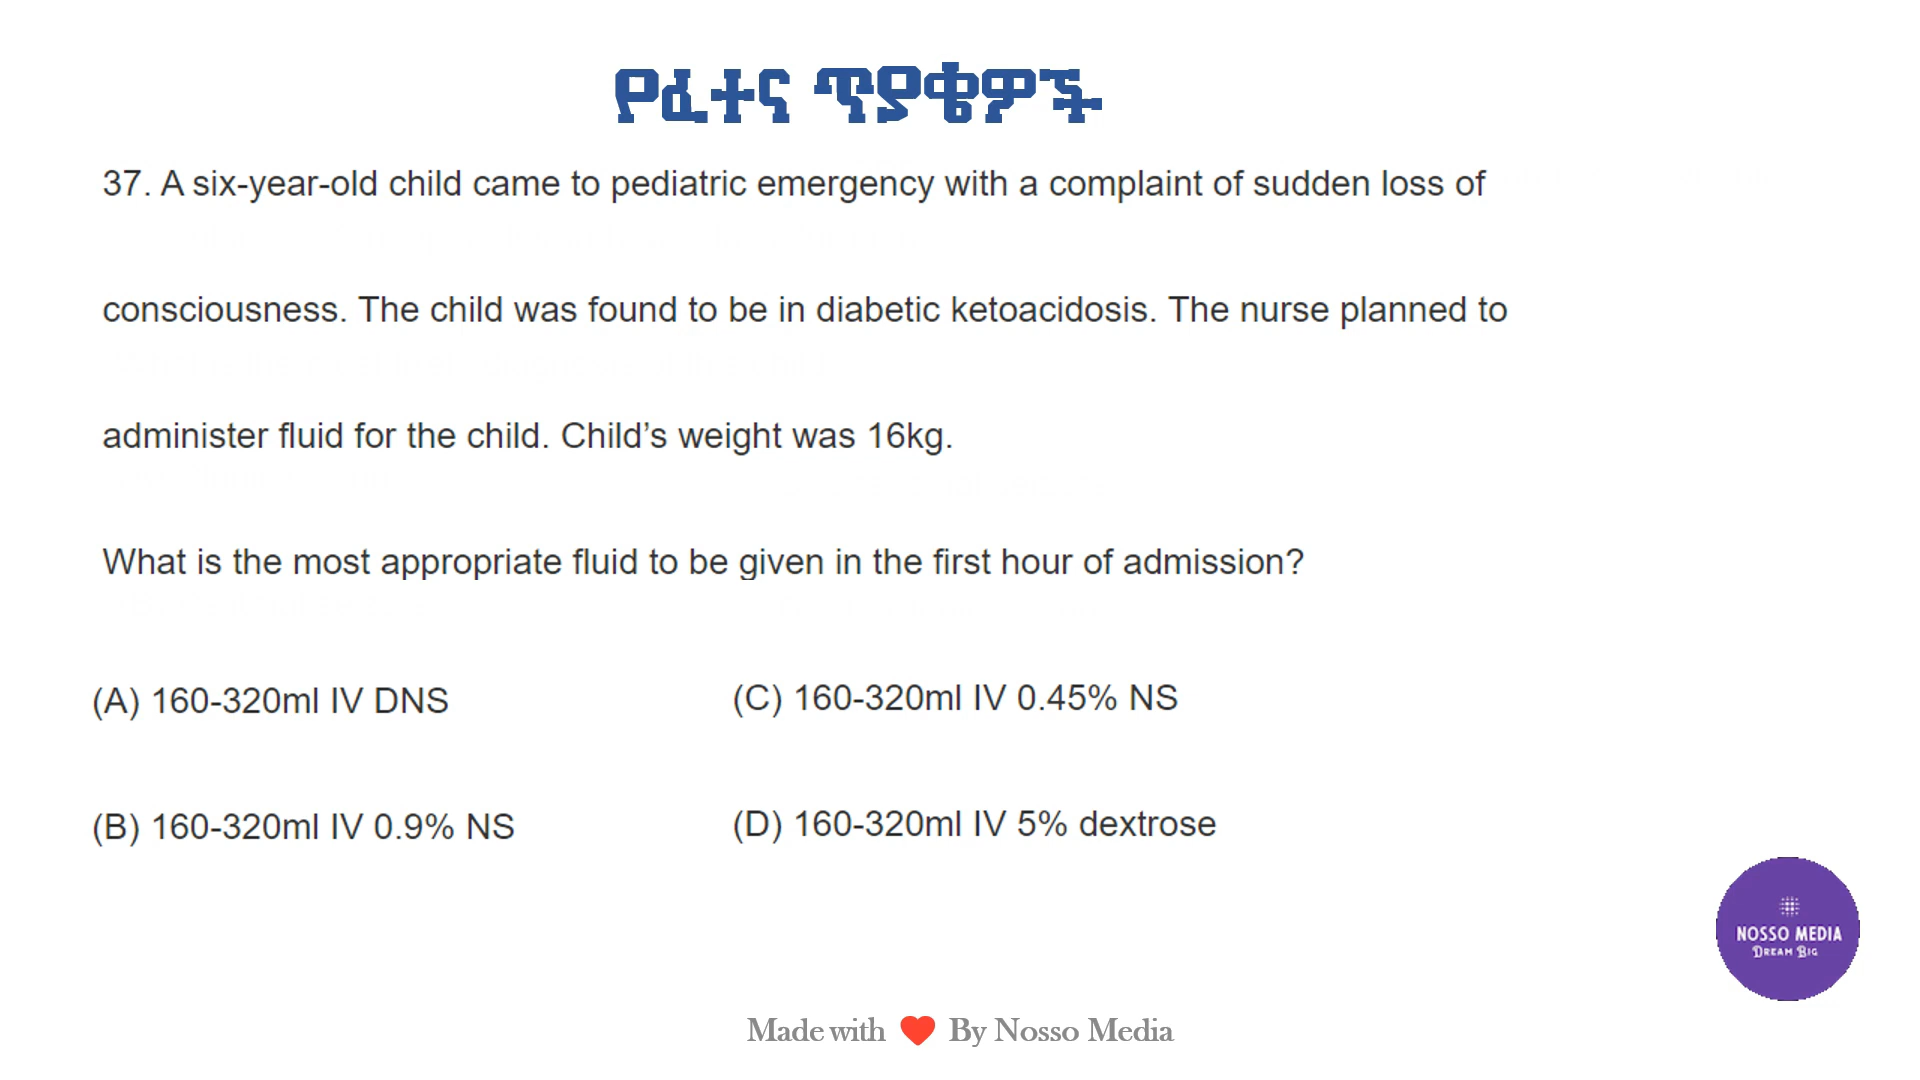 የፈተና ጥያቄዎች
37. A six-year-old child came to pediatric emergency with a complaint of sudden loss of
consciousness. The child was found to be in diabetic ketoacidosis. The nurse planned to
administer fluid for the child. Child’s weight was 16kg.
What is the most appropriate fluid to be given in the first hour of admission?
(A) 160-320ml IV DNS
(C) 160-320ml IV 0.45% NS
(B) 160-320ml IV 0.9% NS
(D) 160-320ml IV 5% dextrose
NOSSO MEDIA
DREAM BIG
Made with ❤ By Nosso Media